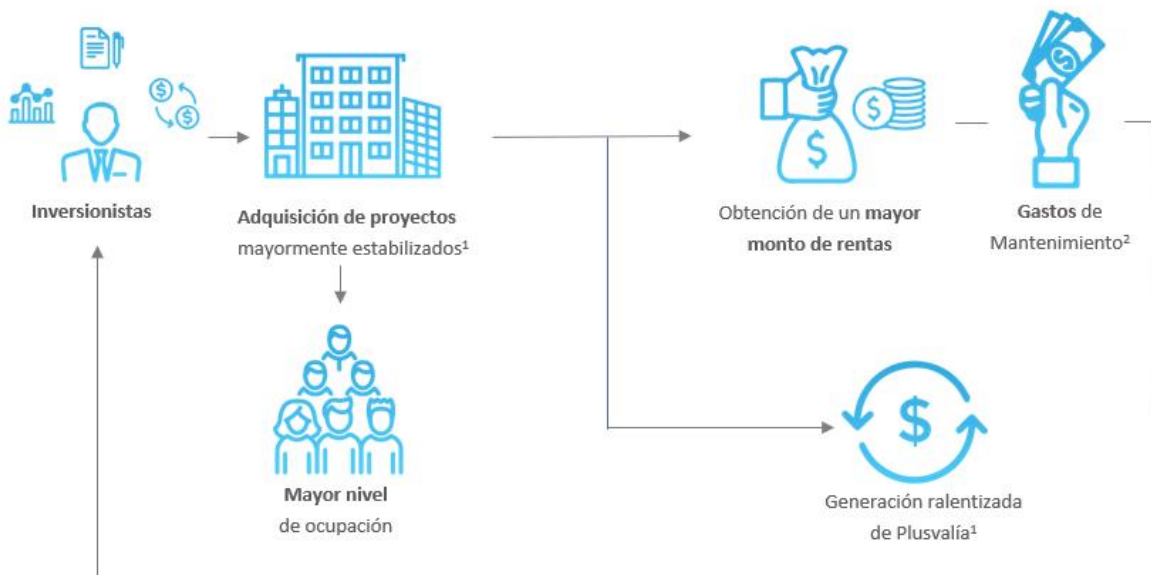 Inversionistas
Adquisición de proyectos
mayormente estabilizados¹
Mayor nivel
de ocupación
Obtención de un mayor
monto de rentas
Gastos de
Mantenimiento²
Generación ralentizada
de Plusvalía¹